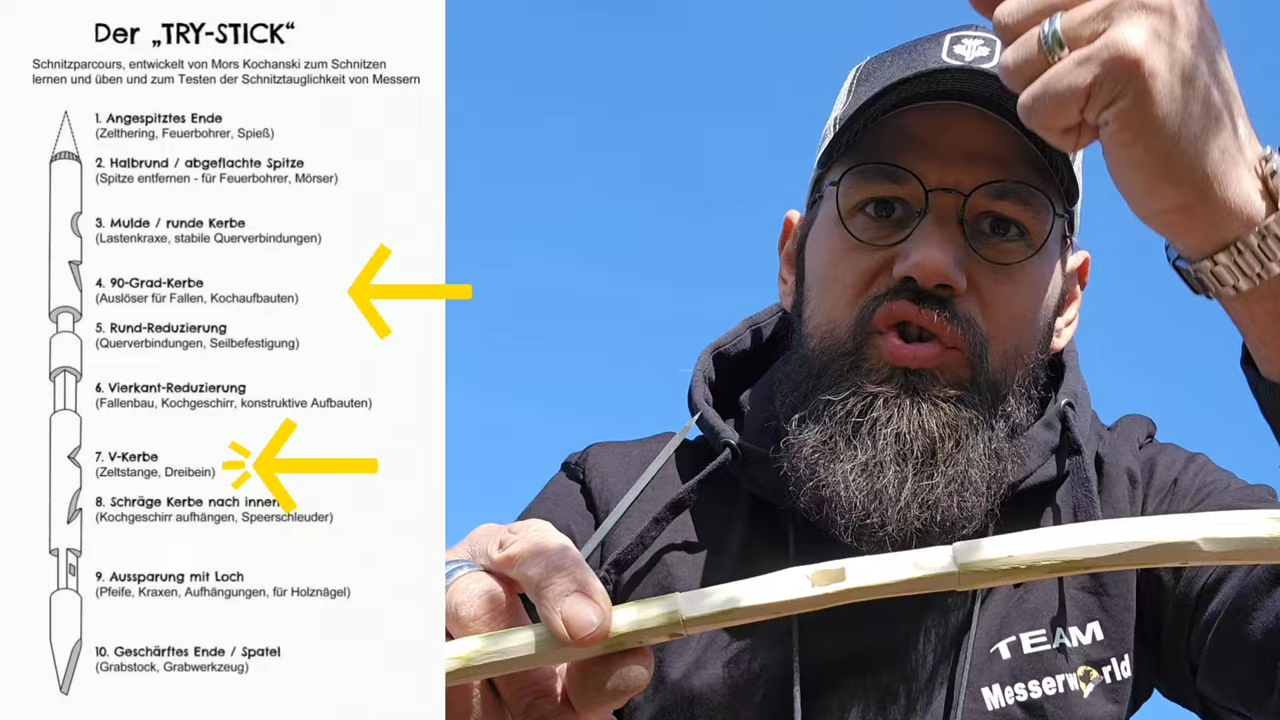 Der „TRY-STICK“
Schnitzparcours, entwickelt von Mors Kochanski zum Schnitzen
lernen und üben und zum Testen der Schnitztauglichkeit von Messern
1. Angespitztes Ende
(Zelthering, Feuerbohrer, Spieß)
2. Halbrund / abgeflachte Spitze
(Spitze entfernen - für Feuerbohrer, Mörser)
3. Mulde / runde Kerbe
(Lastenkraxe, stabile Querverbindungen)
4. 90-Grad-Kerbe
(Auslöser für Fallen, Kochaufbauten)
5. Rund-Reduzierung
(Querverbindungen, Seilbefestigung)
6. Vierkant-Reduzierung
(Fallenbau, Kochgeschirr, konstruktive Aufbauten)
7. V-Kerbe
(Zeltstange, Dreibein)
8. Schräge Kerbe nach innen
(Kochgeschirr aufhängen, Speerschleuder)
9. Aussparung mit Loch
(Pfeife, Kraxen, Aufhängungen, für Holznägel)
10. Geschärftes Ende / Spatel
(Grabstock, Grabwerkzeug)
TEAM
Messerworld